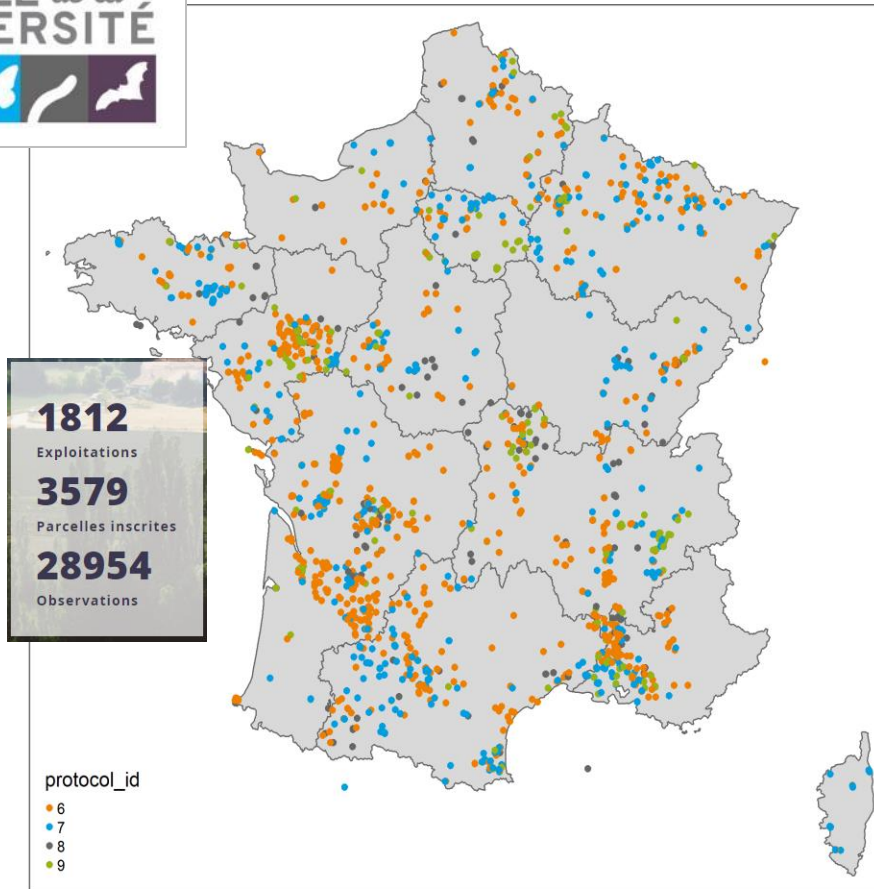 ERSITÉ
1812
Exploitations
3579
Parcelles inscrites
28954
Observations
protocol_id
6
7
8
9